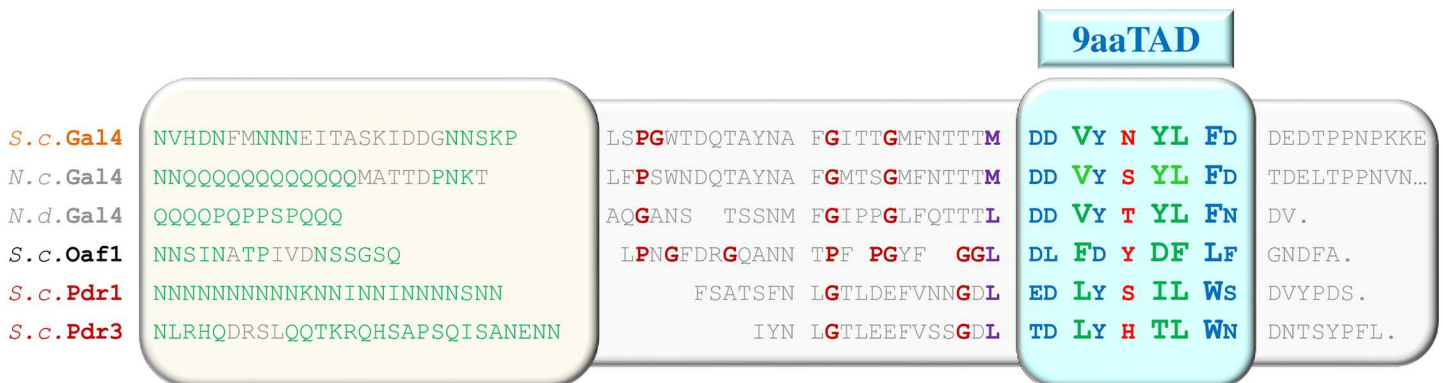 9aaTAD
S.c.Gal4 NVHDNFMNNNEITASKIDDGNNSKP LSPGWTDQTAYNA FGITTGMFNTTTM DD VY N YL FD DEDTPPNPKKE
N.c.Gal4 NNQQQQQQQQQQQQMATTDPNKT LFPSWNDQTAYNA FGMTSGMFNTTTM DD VY S YL FD TDELTPPNVN…
N.d.Gal4 QQQQPQPPSPQQQ AQGANS TSSNM FGIPPGLFQTTTL DD VY T YL FN DV.
S.c.Oaf1 NNSINATPIVDNSSGSQ LPNGFDRGQANN TPF PGYF GGL DL FD Y DF LF GNDFA.
S.c.Pdr1 NNNNNNNNNNKNNINNINNNNSNN FSATSFN LGTLDEFVNNGDL ED LY S IL WS DVYPDS.
S.c.Pdr3 NLRHQDRSLQQTKRQHSAPSQISANENN IYN LGTLEEFVSSGDL TD LY H TL WN DNTSYPFL.